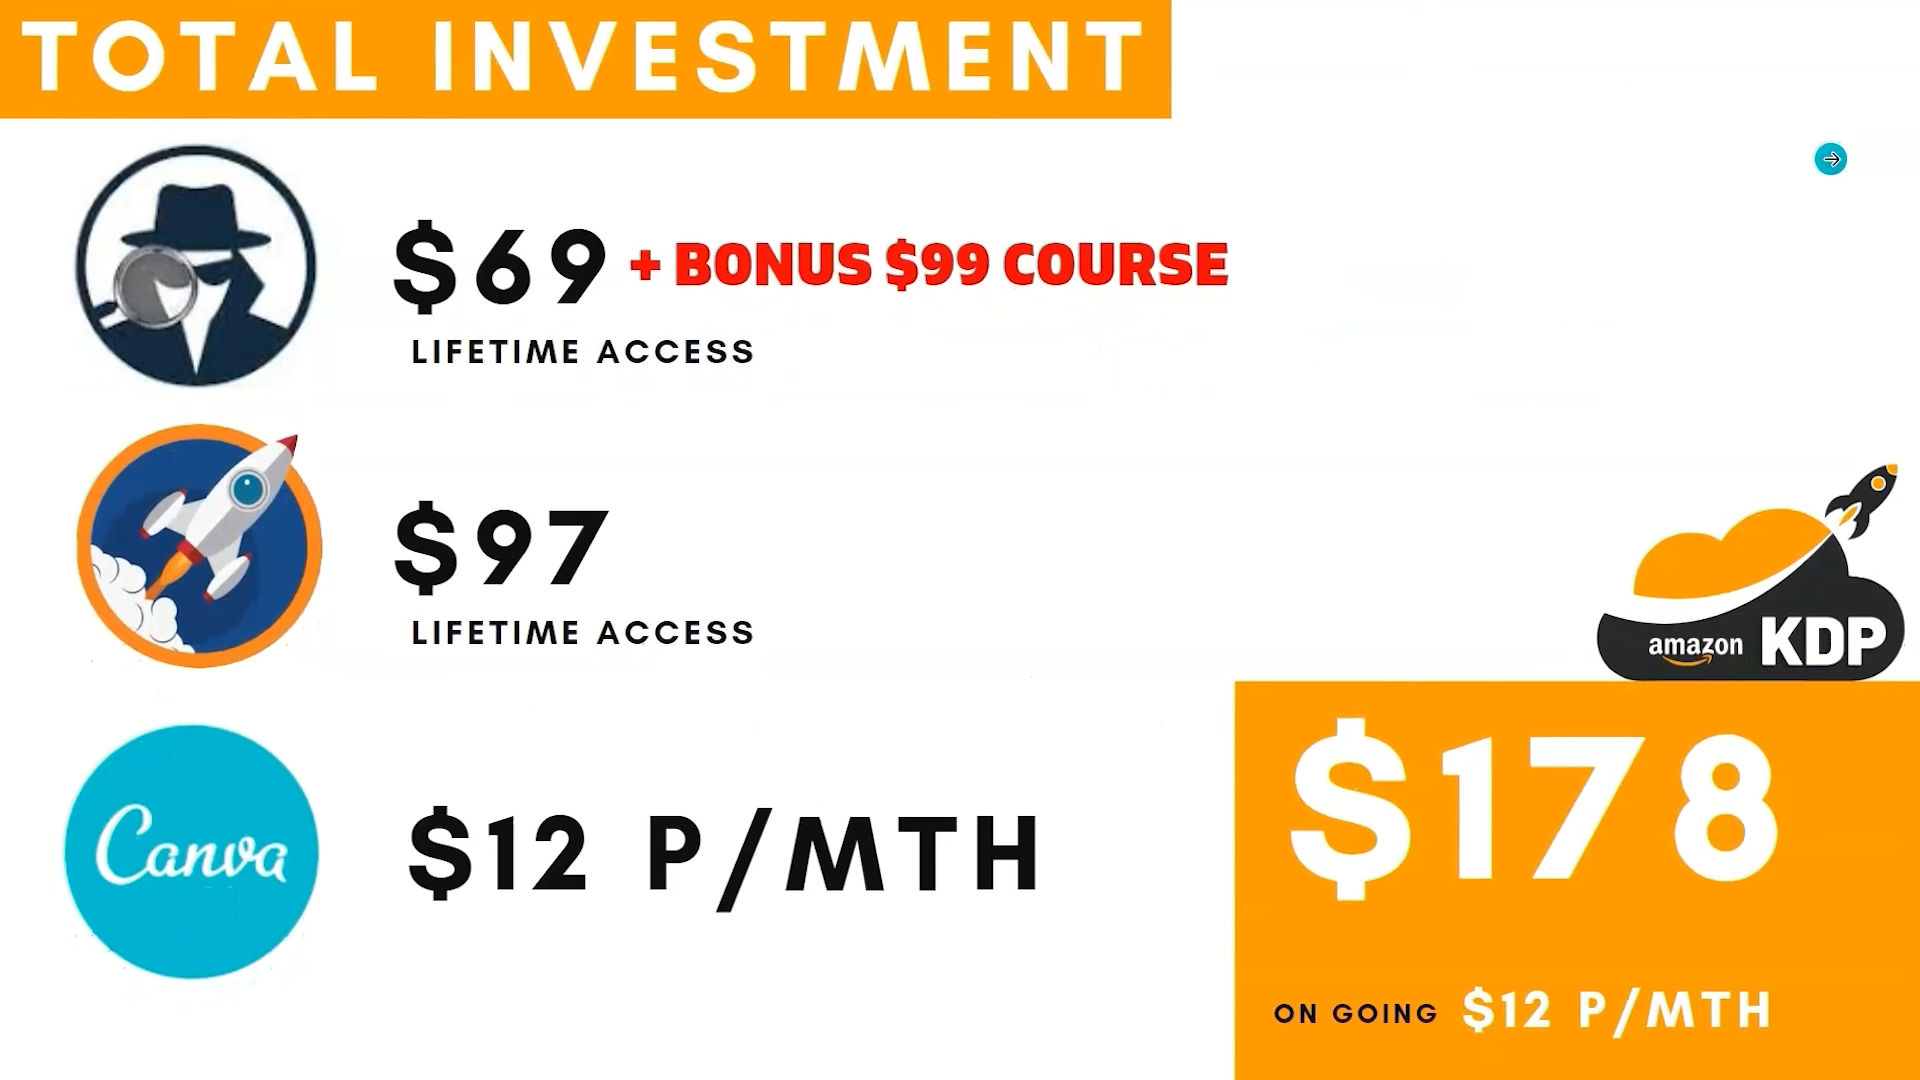 TOTAL INVESTMENT
$69 + BONUS $99 COURSE
LIFETIME ACCESS
$97
LIFETIME ACCESS
amazon KDP
Canva
$12 P/MTH
$178
ON GOING $12 P/MTH